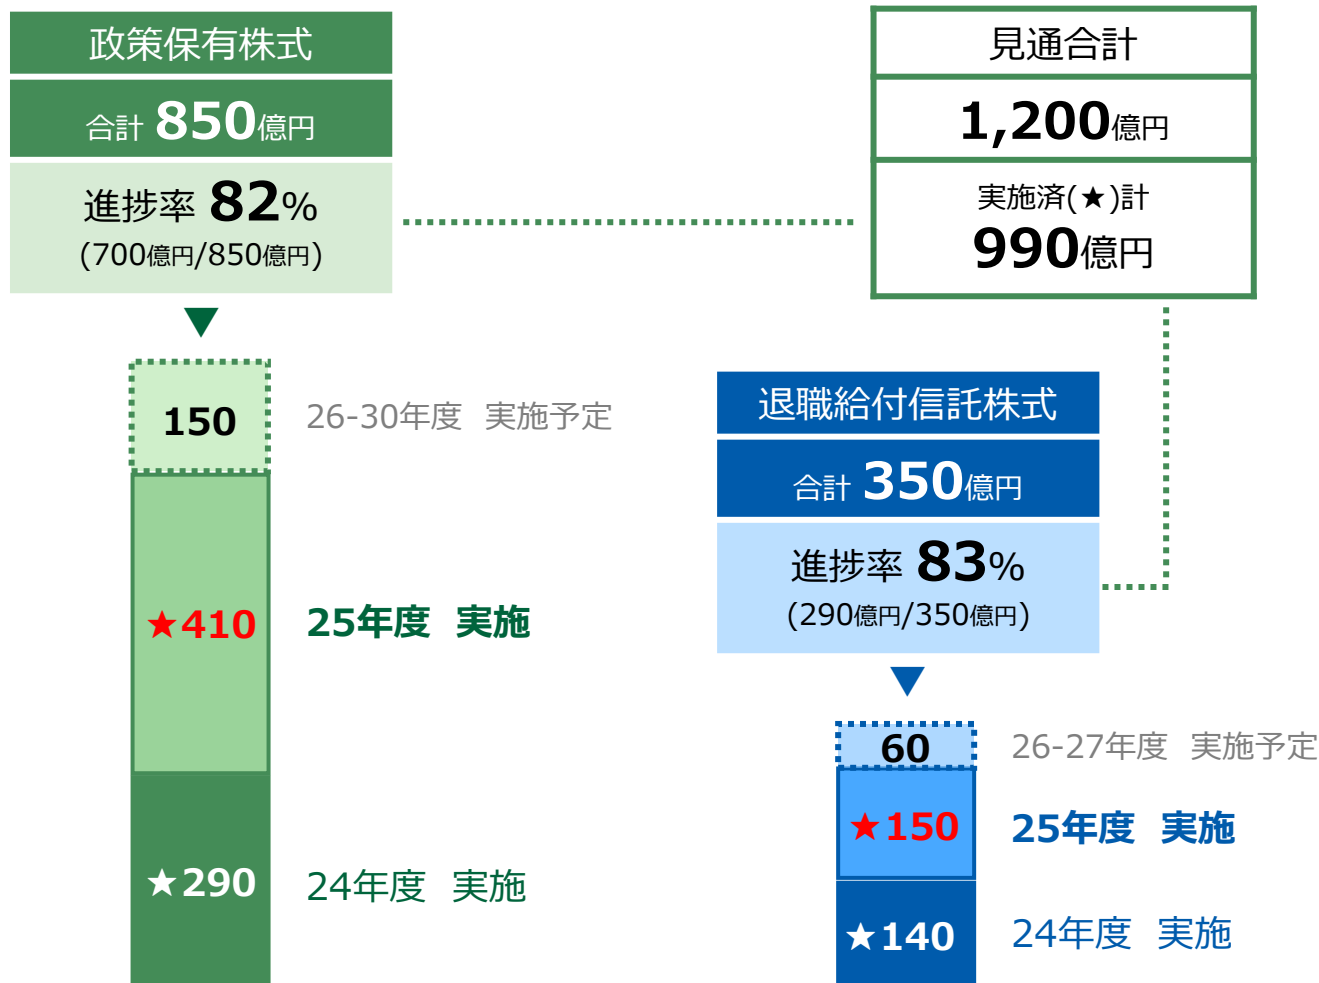 政策保有株式
合計 850億円
進捗率 82%
(700億円/850億円)
見通合計
1,200億円
実施済(★)計
990億円
150
26-30年度 実施予定
★410
25年度 実施
★290
24年度 実施
退職給付信託株式
合計 350億円
進捗率 83%
(290億円/350億円)
60
26-27年度 実施予定
★150
25年度 実施
★140
24年度 実施